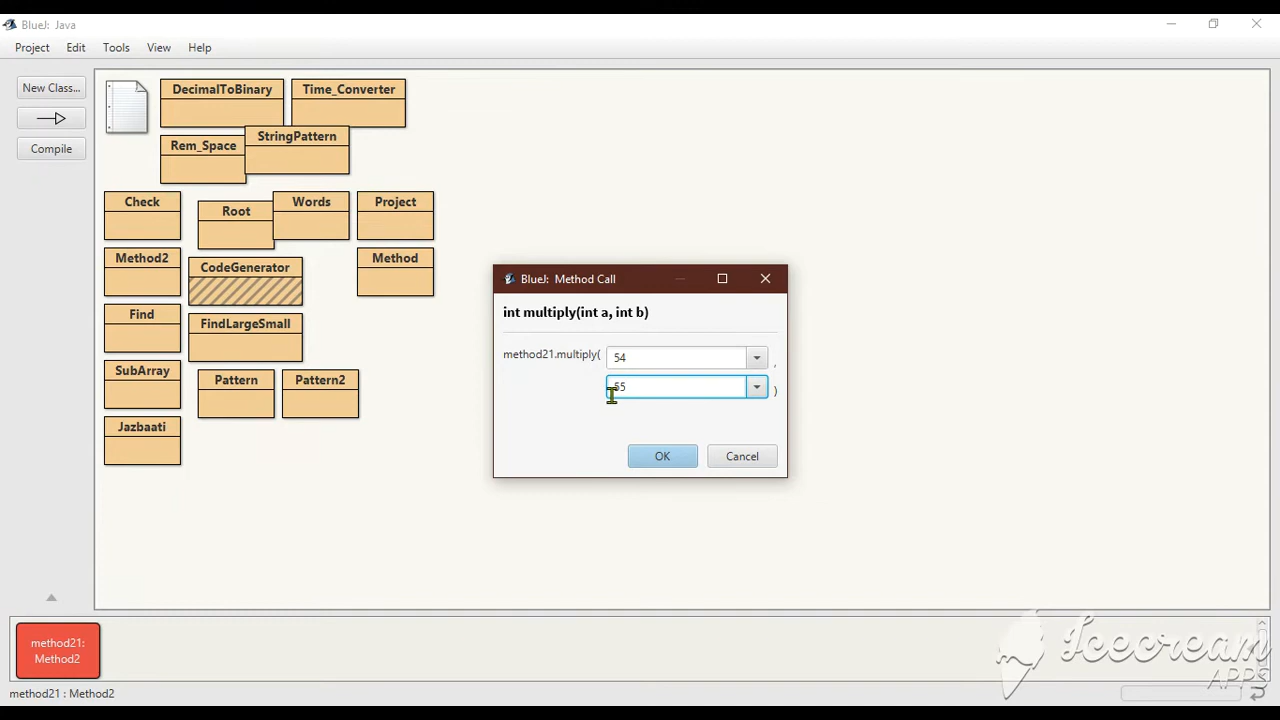 BlueJ: Java
Project Edit Tools View Help
New Class...
Compile
DecimalToBinary
Time_Converter
Rem_Space
StringPattern
Check
Root
Words
Project
Method2
CodeGenerator
Method
Find
FindLargeSmall
SubArray
Pattern
Pattern2
Jazbaati
BlueJ: Method Call
int multiply(int a, int b)
method21.multiply( 54 ,
55 )
OK Cancel
method21:
Method2
method21 : Method2
Icecream
APPS